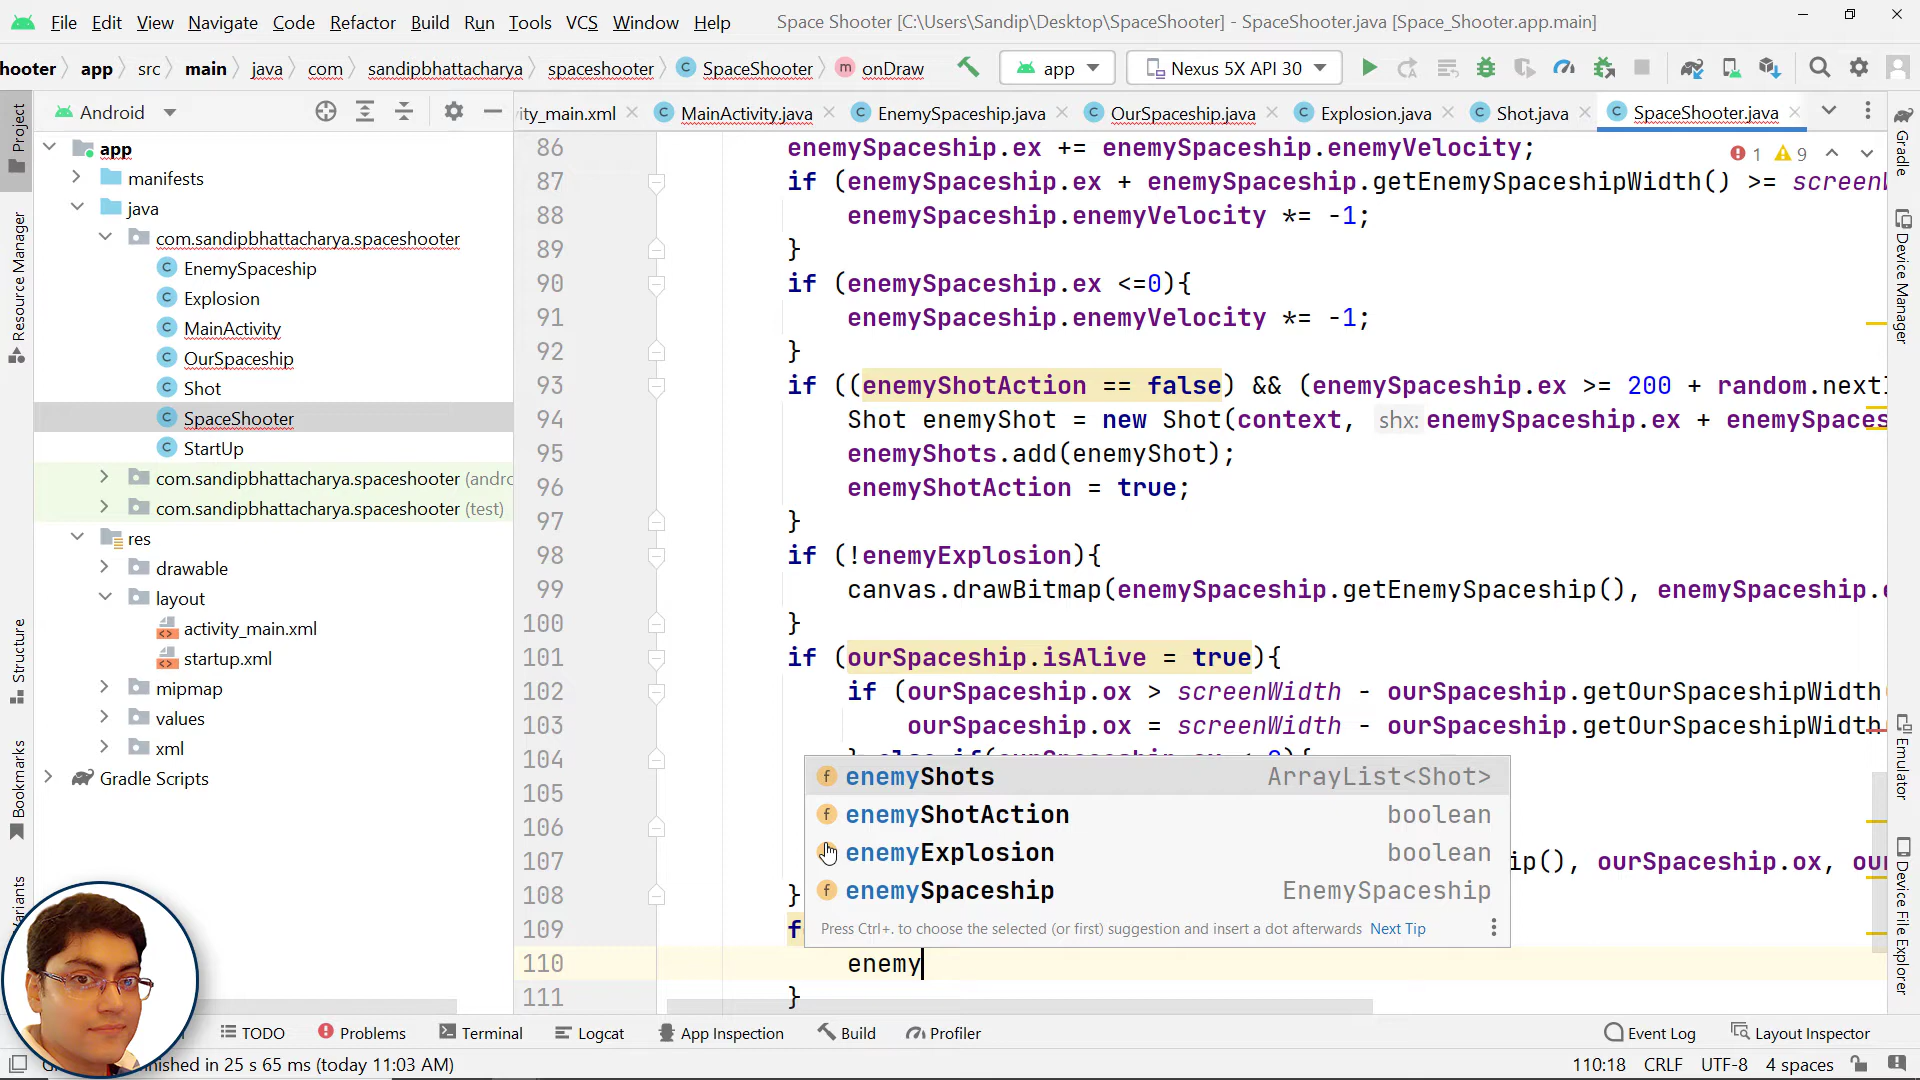 File Edit View Navigate Code Refactor Build Run Tools VCS Window Help Space Shooter [C:\Users\Sandip\Desktop\SpaceShooter] - SpaceShooter.java [Space_Shooter.app.main]
hooter app src main java com sandipbhattacharya spaceshooter SpaceShooter onDraw app Nexus 5X API 30
Android
ity_main.xml MainActivity.java EnemySpaceship.java OurSpaceship.java Explosion.java Shot.java SpaceShooter.java
app
manifests
java
com.sandipbhattacharya.spaceshooter
EnemySpaceship
Explosion
MainActivity
OurSpaceship
Shot
SpaceShooter
StartUp
com.sandipbhattacharya.spaceshooter (andro
com.sandipbhattacharya.spaceshooter (test)
res
drawable
layout
activity_main.xml
startup.xml
mipmap
values
xml
Gradle Scripts
1 9
86 enemySpaceship.ex += enemySpaceship.enemyVelocity;
87 if (enemySpaceship.ex + enemySpaceship.getEnemySpaceshipWidth() >= screenW
88 enemySpaceship.enemyVelocity *= -1;
89 }
90 if (enemySpaceship.ex <=0){
91 enemySpaceship.enemyVelocity *= -1;
92 }
93 if ((enemyShotAction == false) && (enemySpaceship.ex >= 200 + random.nextI
94 Shot enemyShot = new Shot(context, shx: enemySpaceship.ex + enemySpaces
95 enemyShots.add(enemyShot);
96 enemyShotAction = true;
97 }
98 if (!enemyExplosion){
99 canvas.drawBitmap(enemySpaceship.getEnemySpaceship(), enemySpaceship.e
100 }
101 if (ourSpaceship.isAlive = true){
102 if (ourSpaceship.ox > screenWidth - ourSpaceship.getOurSpaceshipWidth(
103 ourSpaceship.ox = screenWidth - ourSpaceship.getOurSpaceshipWidth(
104
105
106
107 ip(), ourSpaceship.ox, ou
108 }
109 f
110 enemy
111 }
enemyShots ArrayList<Shot>
enemyShotAction boolean
enemyExplosion boolean
enemySpaceship EnemySpaceship
Press Ctrl+. to choose the selected (or first) suggestion and insert a dot afterwards Next Tip
Project
Resource Manager
Structure
Bookmarks
ariants
Gradle
Device Manager
Emulator
Device File Explorer
TODO Problems Terminal Logcat App Inspection Build Profiler Event Log Layout Inspector
inished in 25 s 65 ms (today 11:03 AM) 110:18 CRLF UTF-8 4 spaces